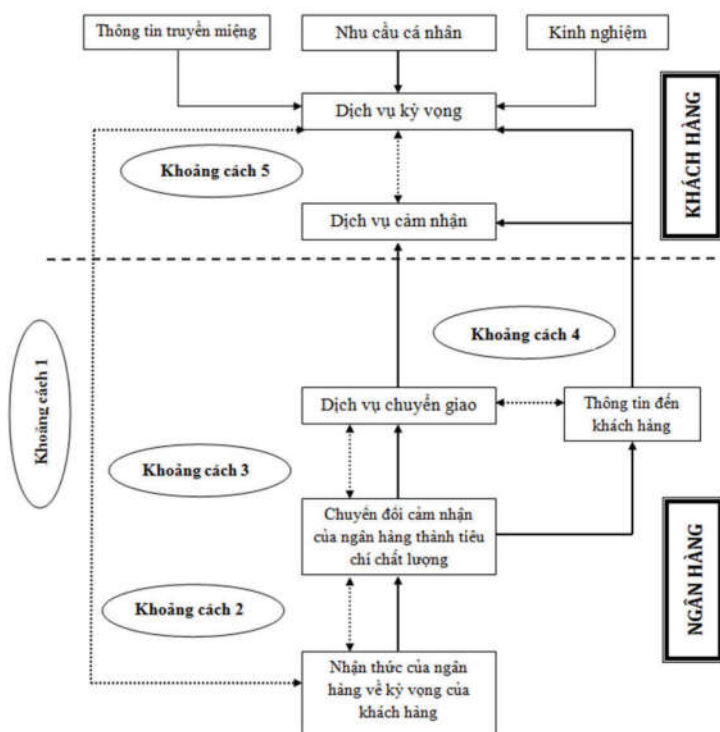 Thông tin truyền miệng
Nhu cầu cá nhân
Kinh nghiệm
Dịch vụ kỳ vọng
Khoảng cách 5
Dịch vụ cảm nhận
KHÁCH HÀNG
Khoảng cách 4
Khoảng cách 1
Dịch vụ chuyển giao
Thông tin đến
khách hàng
Khoảng cách 3
Chuyển đổi cảm nhận
của ngân hàng thành tiêu
chí chất lượng
Khoảng cách 2
NGÂN HÀNG
Nhận thức của ngân
hàng về kỳ vọng của
khách hàng